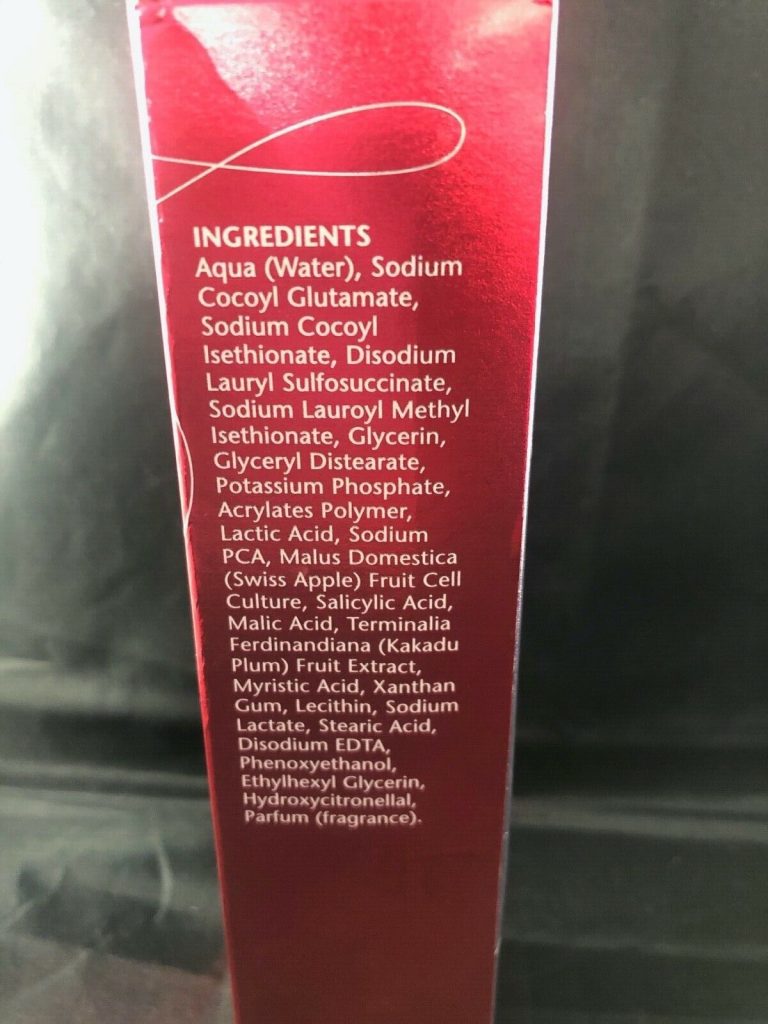 INGREDIENTS
Aqua (Water), Sodium
Cocoyl Glutamate,
Sodium Cocoyl
Isethionate, Disodium
Lauryl Sulfosuccinate,
Sodium Lauroyl Methyl
Isethionate, Glycerin,
Glyceryl Distearate,
Potassium Phosphate,
Acrylates Polymer,
Lactic Acid, Sodium
PCA, Malus Domestica
(Swiss Apple) Fruit Cell
Culture, Salicylic Acid,
Malic Acid, Terminalia
Ferdinandiana (Kakadu
Plum) Fruit Extract,
Myristic Acid, Xanthan
Gum, Lecithin, Sodium
Lactate, Stearic Acid,
Disodium EDTA,
Phenoxyethanol,
Ethylhexyl Glycerin,
Hydroxycitronellal,
Parfum (fragrance).